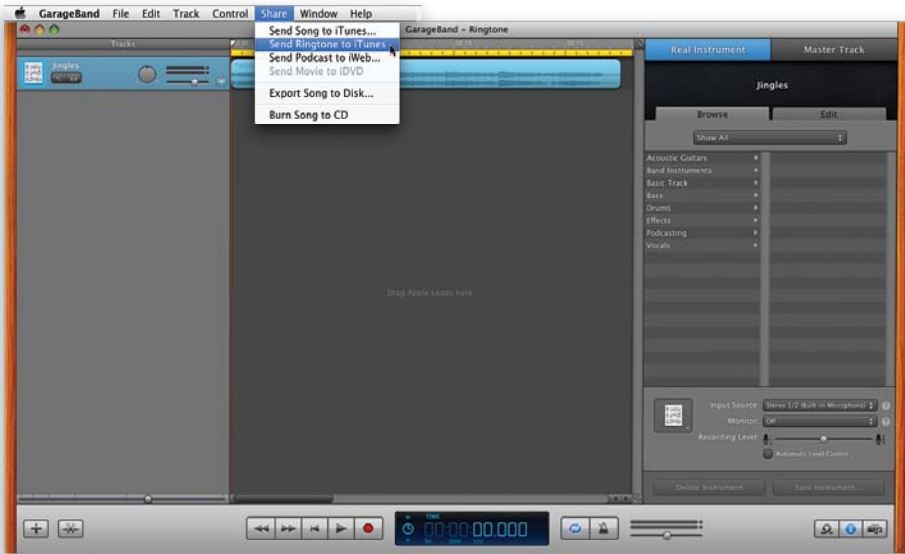 GarageBand File Edit Track Control Share Window Help
GarageBand – Ringtone
Send Song to iTunes...
Send Ringtone to iTunes
Send Podcast to iWeb...
Send Movie to iDVD
Export Song to Disk...
Burn Song to CD
Tracks
Jingles
Drag Apple Loops here.
Real Instrument Master Track
Jingles
Browse Edit
Show All
Acoustic Guitars
Band Instruments
Basic Track
Bass
Drums
Effects
Podcasting
Vocals
Input Source: Stereo 1/2 (Built-in Microphone)
Monitor: Off
Recording Level:
Automatic Level Control
Delete Instrument Save Instrument...
TIME
00:00:00.000